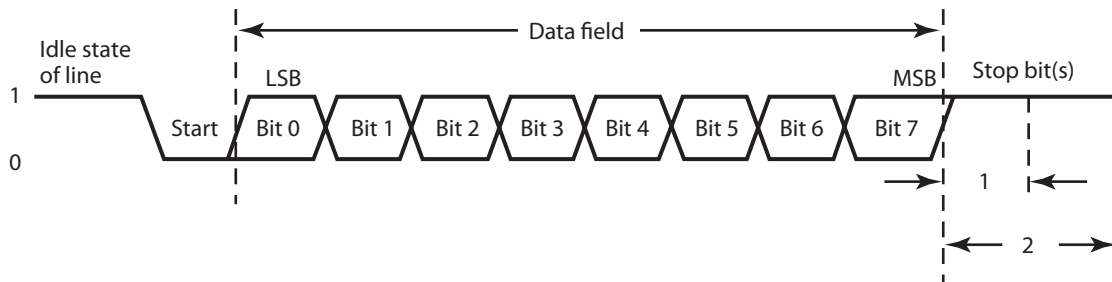 Data field
Idle state
of line
LSB
MSB
Stop bit(s)
1
Start
Bit 0
Bit 1
Bit 2
Bit 3
Bit 4
Bit 5
Bit 6
Bit 7
0
1
2